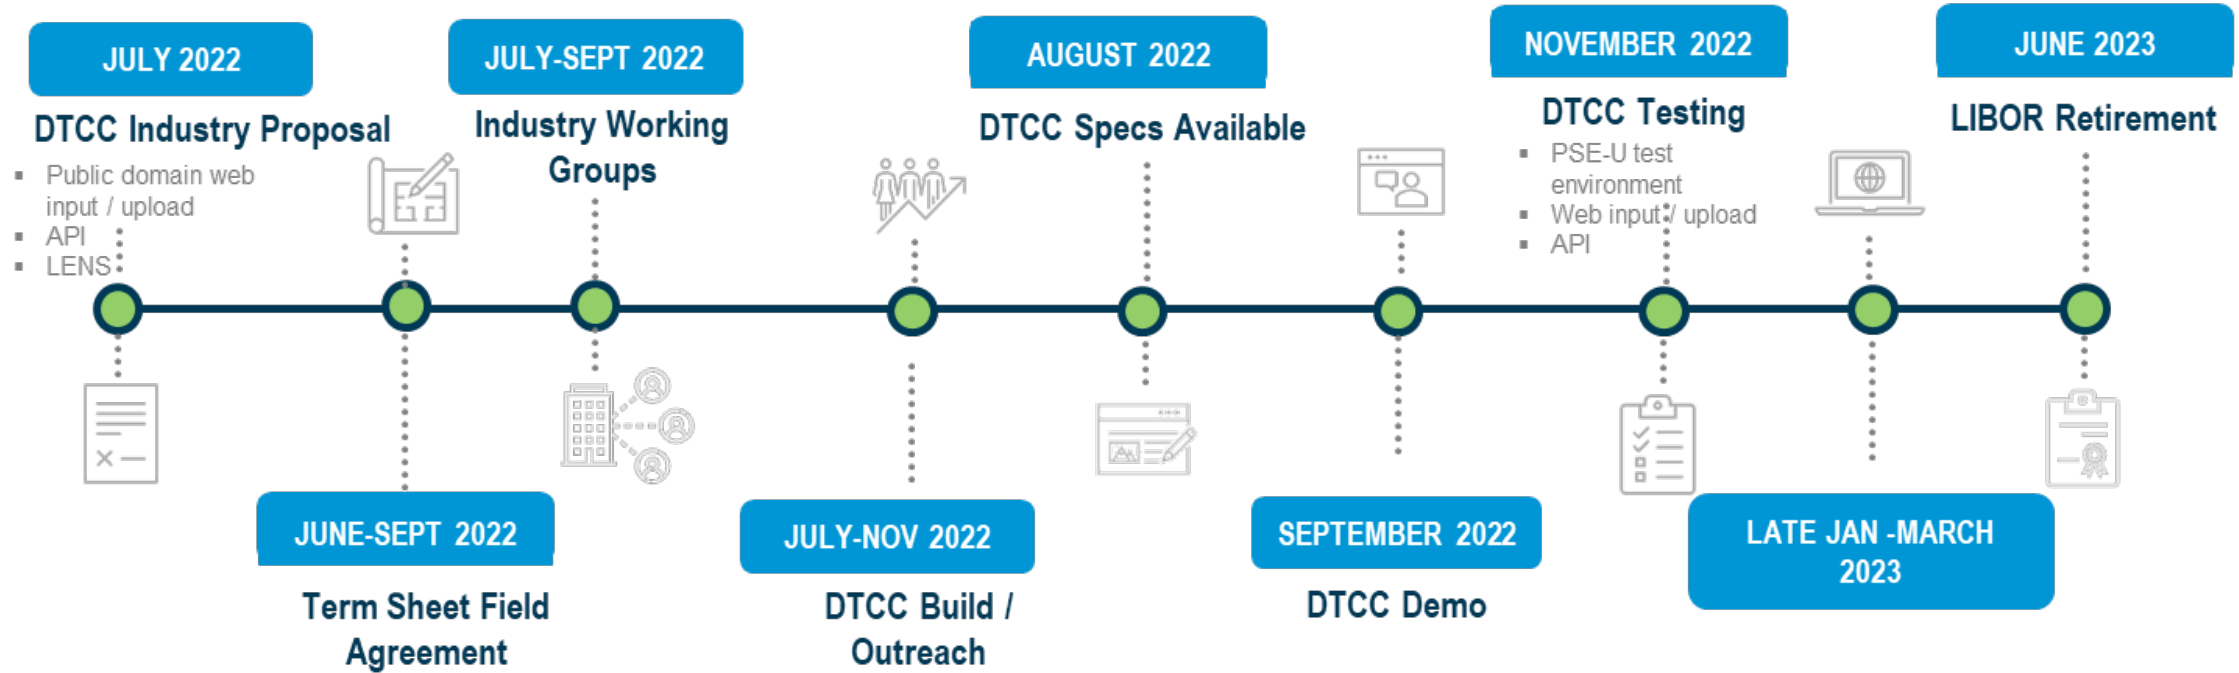 JULY 2022
DTCC Industry Proposal
▪ Public domain web
input / upload
▪ API
▪ LENS
JUNE-SEPT 2022
Term Sheet Field
Agreement
JULY-SEPT 2022
Industry Working
Groups
JULY-NOV 2022
DTCC Build /
Outreach
AUGUST 2022
DTCC Specs Available
SEPTEMBER 2022
DTCC Demo
NOVEMBER 2022
DTCC Testing
▪ PSE-U test
environment
▪ Web input / upload
▪ API
LATE JAN -MARCH
2023
JUNE 2023
LIBOR Retirement